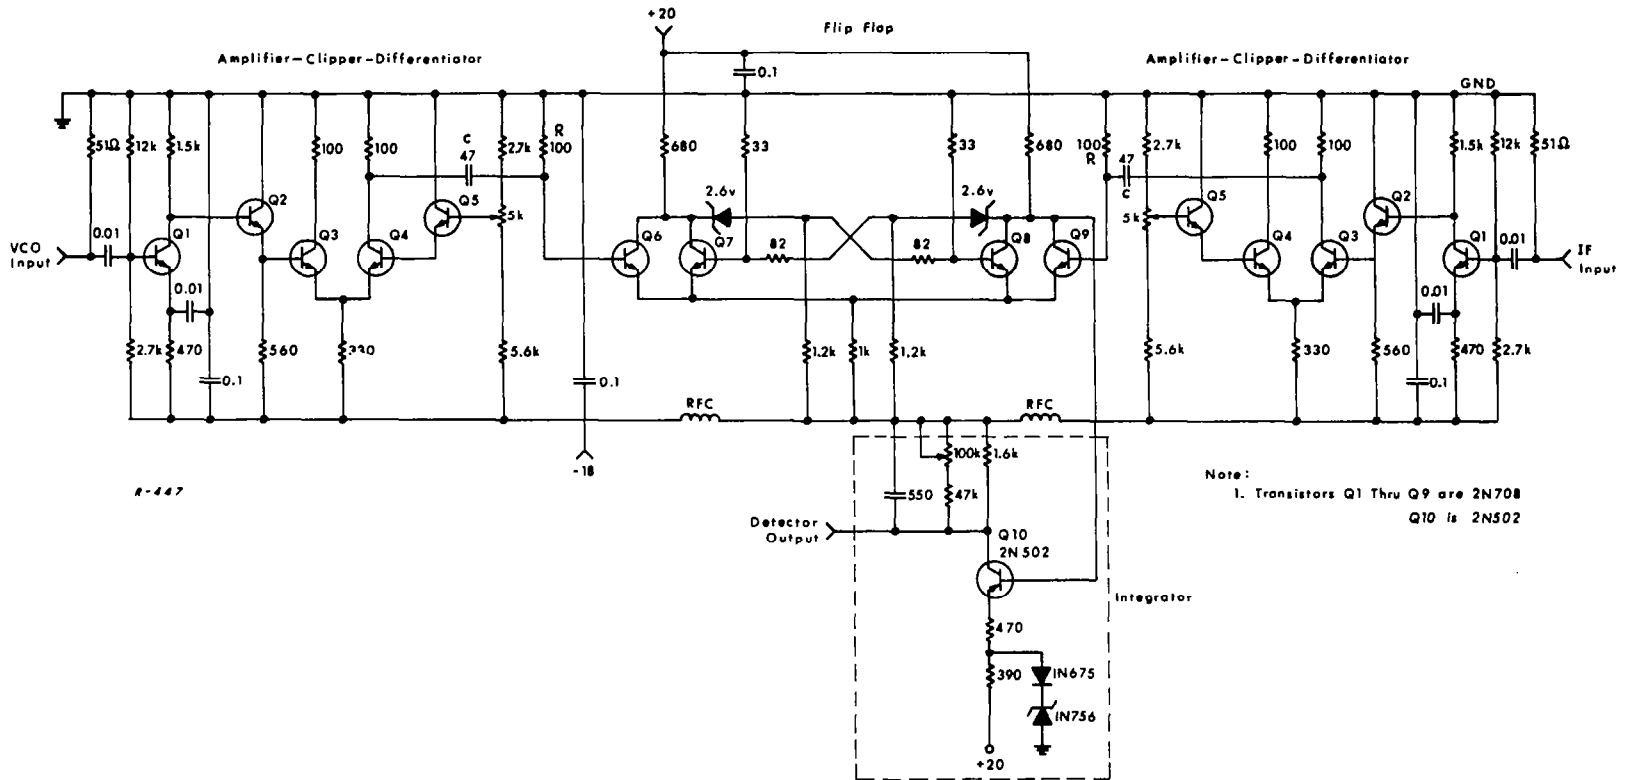 +20
Flip Flop
Amplifier-Clipper-Differentiator
Amplifier-Clipper-Differentiator
0.1
GND
51Ω
12k
1.5k
100
100
C
47
2.7k
R
100
680
33
33
680
100
R
47
C
2.7k
100
100
1.5k
12k
51Ω
Q2
Q5
5k
2.6v
2.6v
Q5
5k
Q2
VCO
Input
0.01
Q1
Q3
Q4
Q6
Q7
82
82
Q8
Q9
Q4
Q3
Q1
0.01
IF
Input
0.01
0.01
2.7k
470
0.1
560
330
5.6k
0.1
1.2k
1k
1.2k
5.6k
330
560
0.1
470
2.7k
RFC
RFC
-18
100k
1.6k
R-447
550
47k
Note:
1. Transistors Q1 Thru Q9 are 2N708
Q10 is 2N502
Detector
Output
Q10
2N502
Integrator
470
390
IN675
IN756
+20